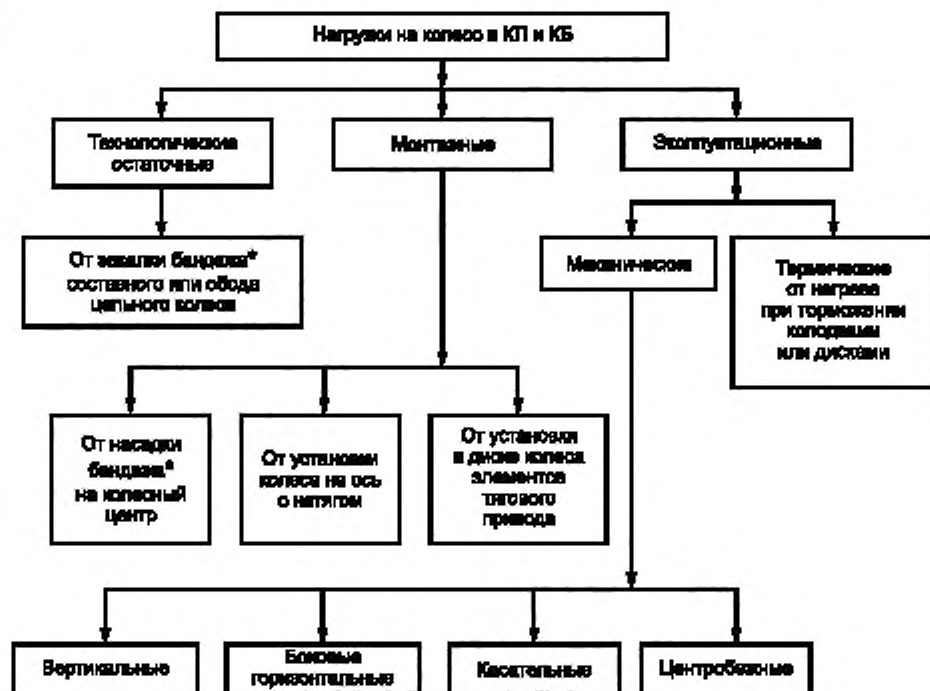 Нагрузки на колесо в КП и КБ
Технологические
остаточные
Монтажные
Эксплуатационные
От закалки бандажа*
составного или обода
цельного колеса
Механические
Термические
от нагрева
при торможении
колодками
или дисками
От насадки
бандажа*
на колесный
центр
От установки
колеса на ось
с натягом
От установки
в диске колеса
элементов
тягового
привода
Вертикальные
Боковые
горизонтальные
Касательные
Центробежные